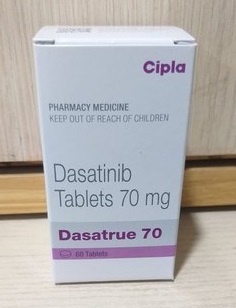 Cipla
PHARMACY MEDICINE
KEEP OUT OF REACH OF CHILDREN
Dasatinib
Tablets 70 mg
Dasatrue 70
60 Tablets